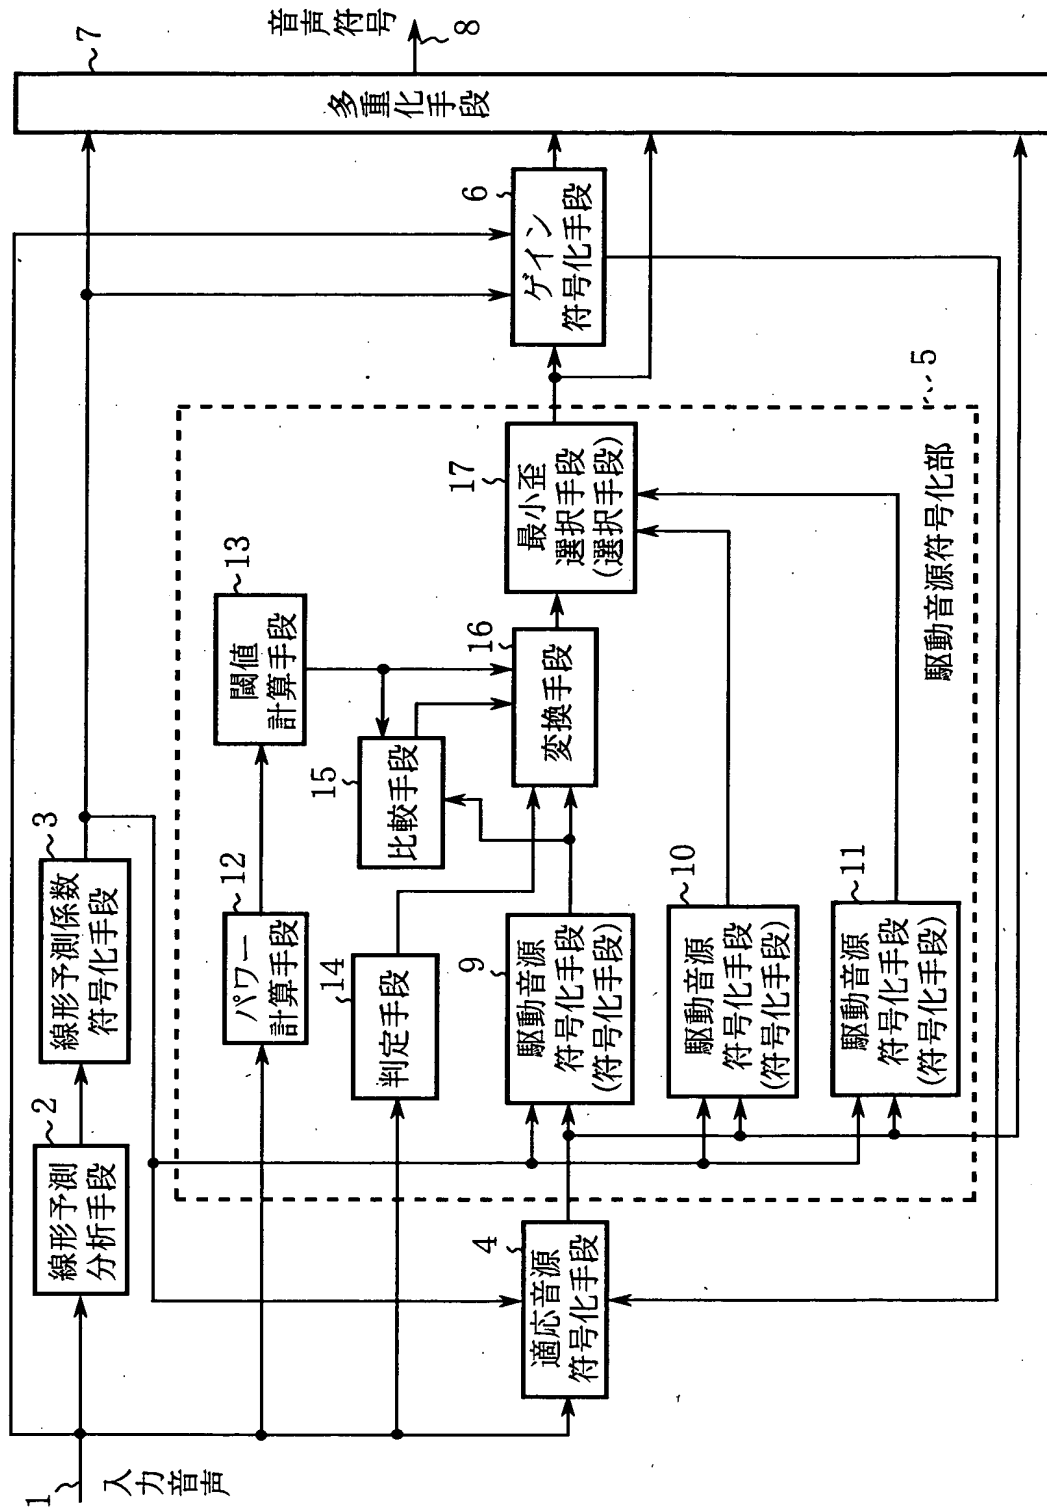 1
入力音声
2
線形予測
分析手段
3
線形予測係数
符号化手段
4
適応音源
符号化手段
12
パワー
計算手段
13
閾値
計算手段
14
判定手段
15
比較手段
9
駆動音源
符号化手段
(符号化手段)
16
変換手段
17
最小歪
選択手段
(選択手段)
10
駆動音源
符号化手段
(符号化手段)
11
駆動音源
符号化手段
(符号化手段)
駆動音源符号化部
5
6
ゲイン
符号化手段
7
多重化手段
音声符号
8